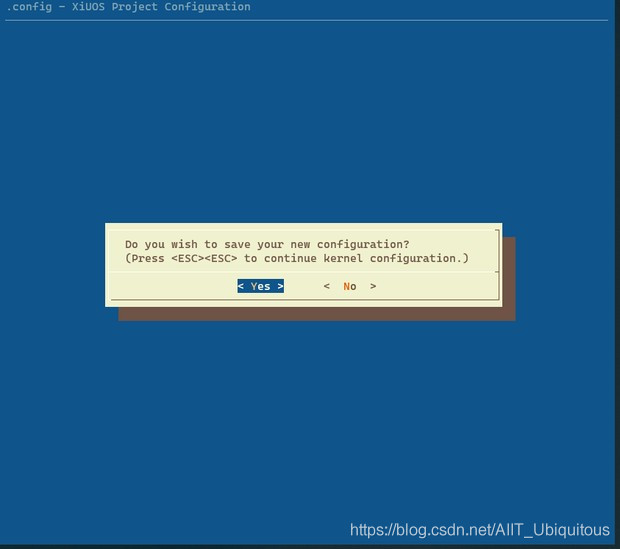 .config - XiUOS Project Configuration
Do you wish to save your new configuration?
(Press <ESC><ESC> to continue kernel configuration.)
< Yes > < No >
https://blog.csdn.net/AIIT_Ubiquitous